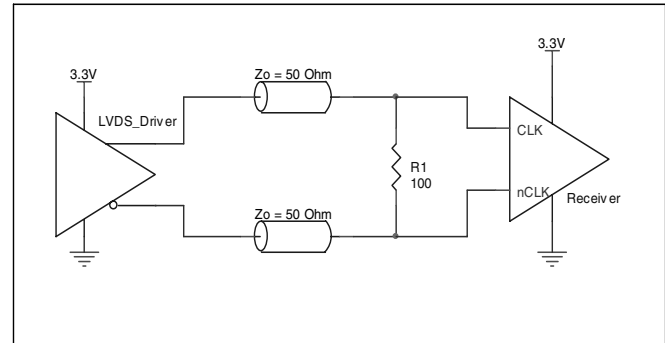 3.3V
3.3V
Zo = 50 Ohm
LVDS_Driver
CLK
R1
100
nCLK
Receiver
Zo = 50 Ohm